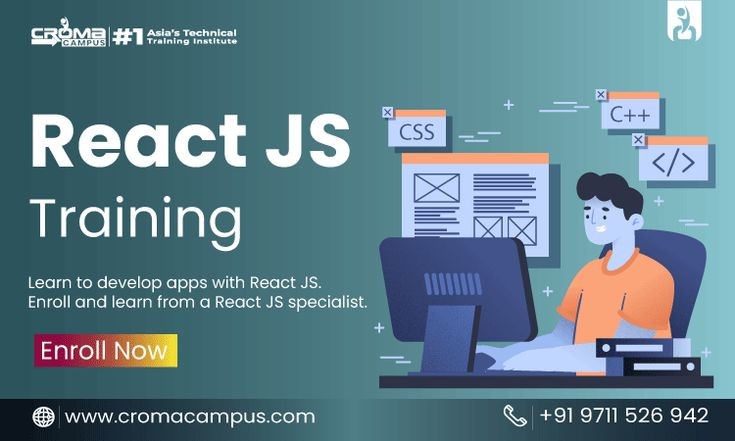 CROMA
CAMPUS
#1
Asia's Technical
Training Institute
React JS
Training
Learn to develop apps with React JS.
Enroll and learn from a React JS specialist.
Enroll Now
CSS
C++
</>
www.cromacampus.com
+91 9711 526 942